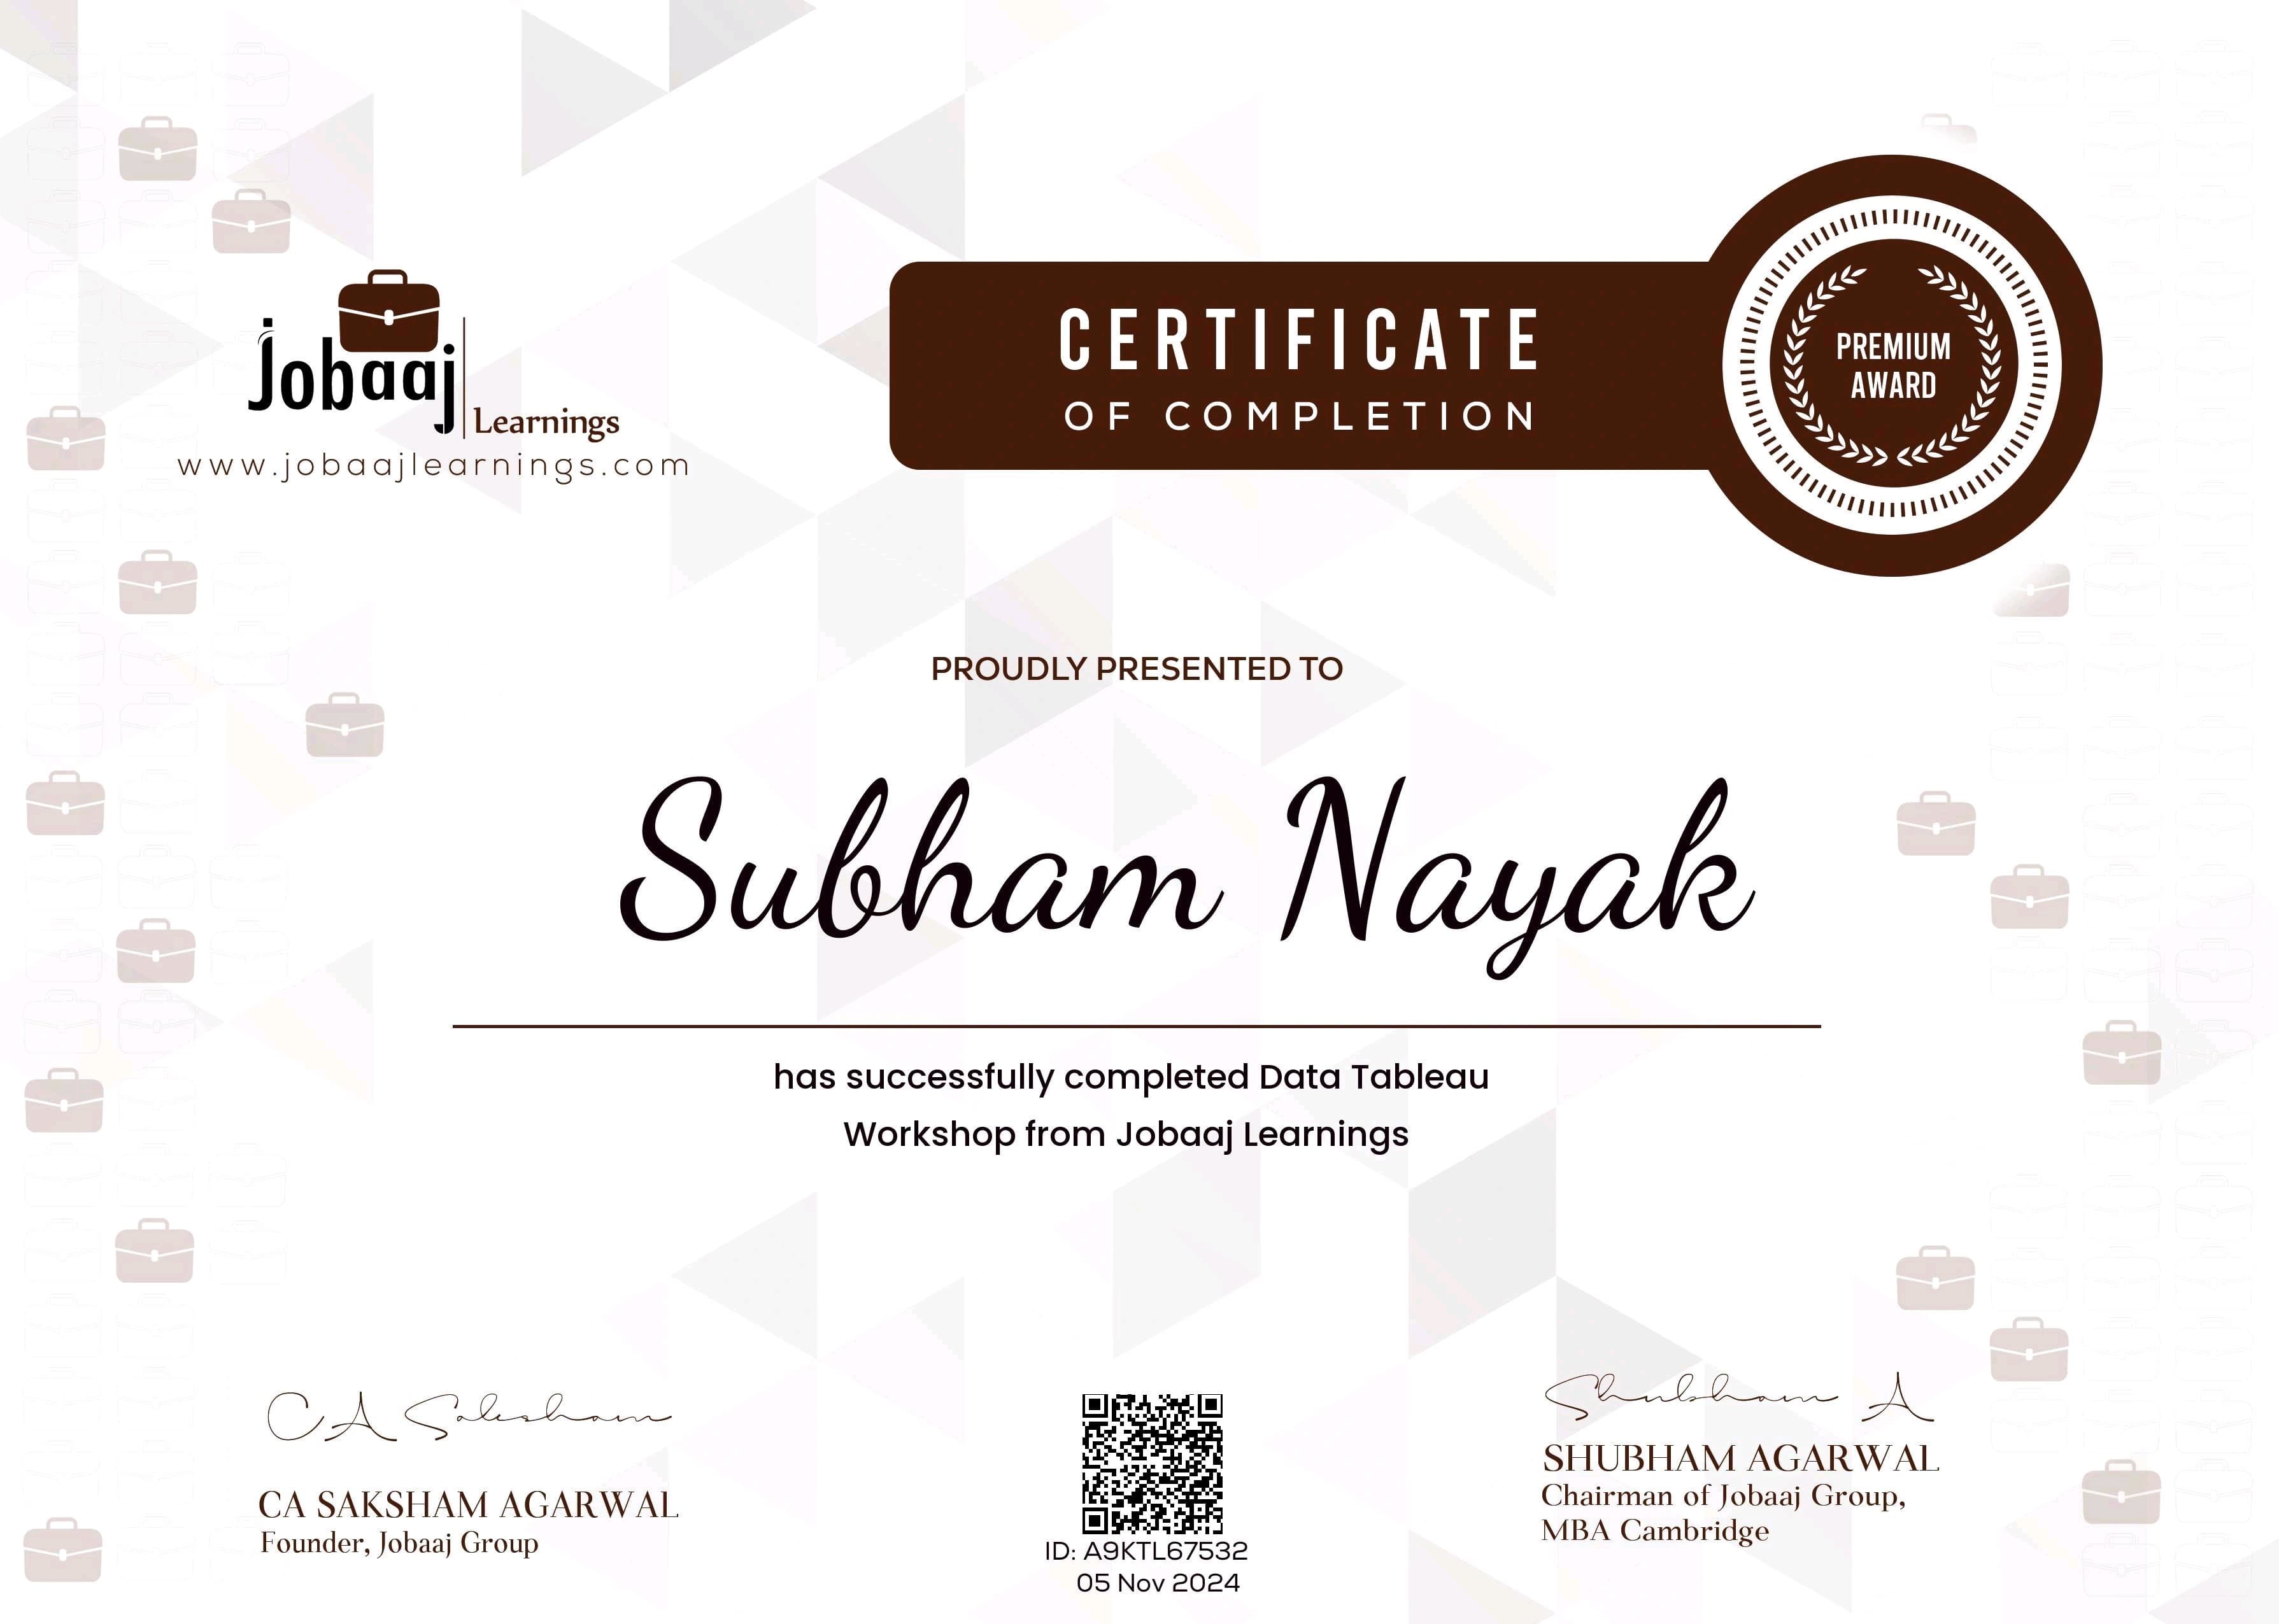 Jobaaj Learnings
www.jobaajlearnings.com
CERTIFICATE
OF COMPLETION
PREMIUM
AWARD
PROUDLY PRESENTED TO
Subham Nayak
has successfully completed Data Tableau
Workshop from Jobaaj Learnings
CA Saksham
CA SAKSHAM AGARWAL
Founder, Jobaaj Group
ID: A9KTL67532
05 Nov 2024
Shubham A
SHUBHAM AGARWAL
Chairman of Jobaaj Group,
MBA Cambridge